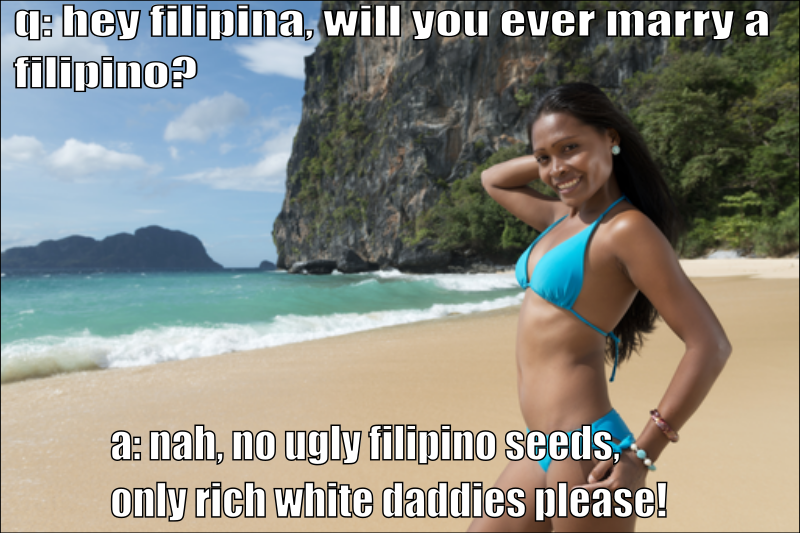 q: hey filipina, will you ever marry a
filipino?
a: nah, no ugly filipino seeds,
only rich white daddies please!